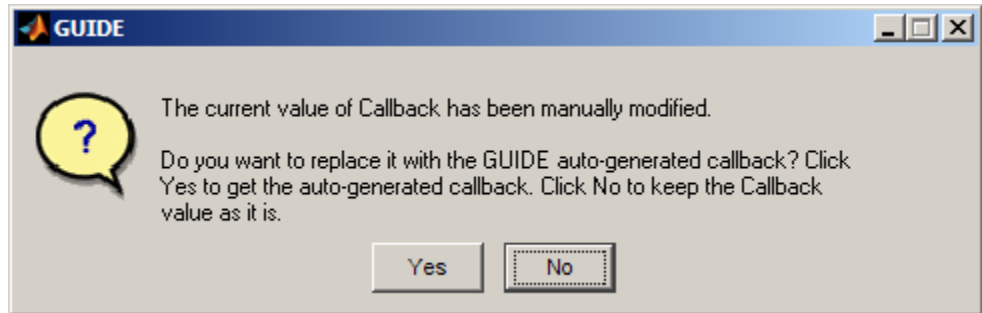 GUIDE
The current value of Callback has been manually modified.
?
Do you want to replace it with the GUIDE auto-generated callback? Click
Yes to get the auto-generated callback. Click No to keep the Callback
value as it is.
Yes
No